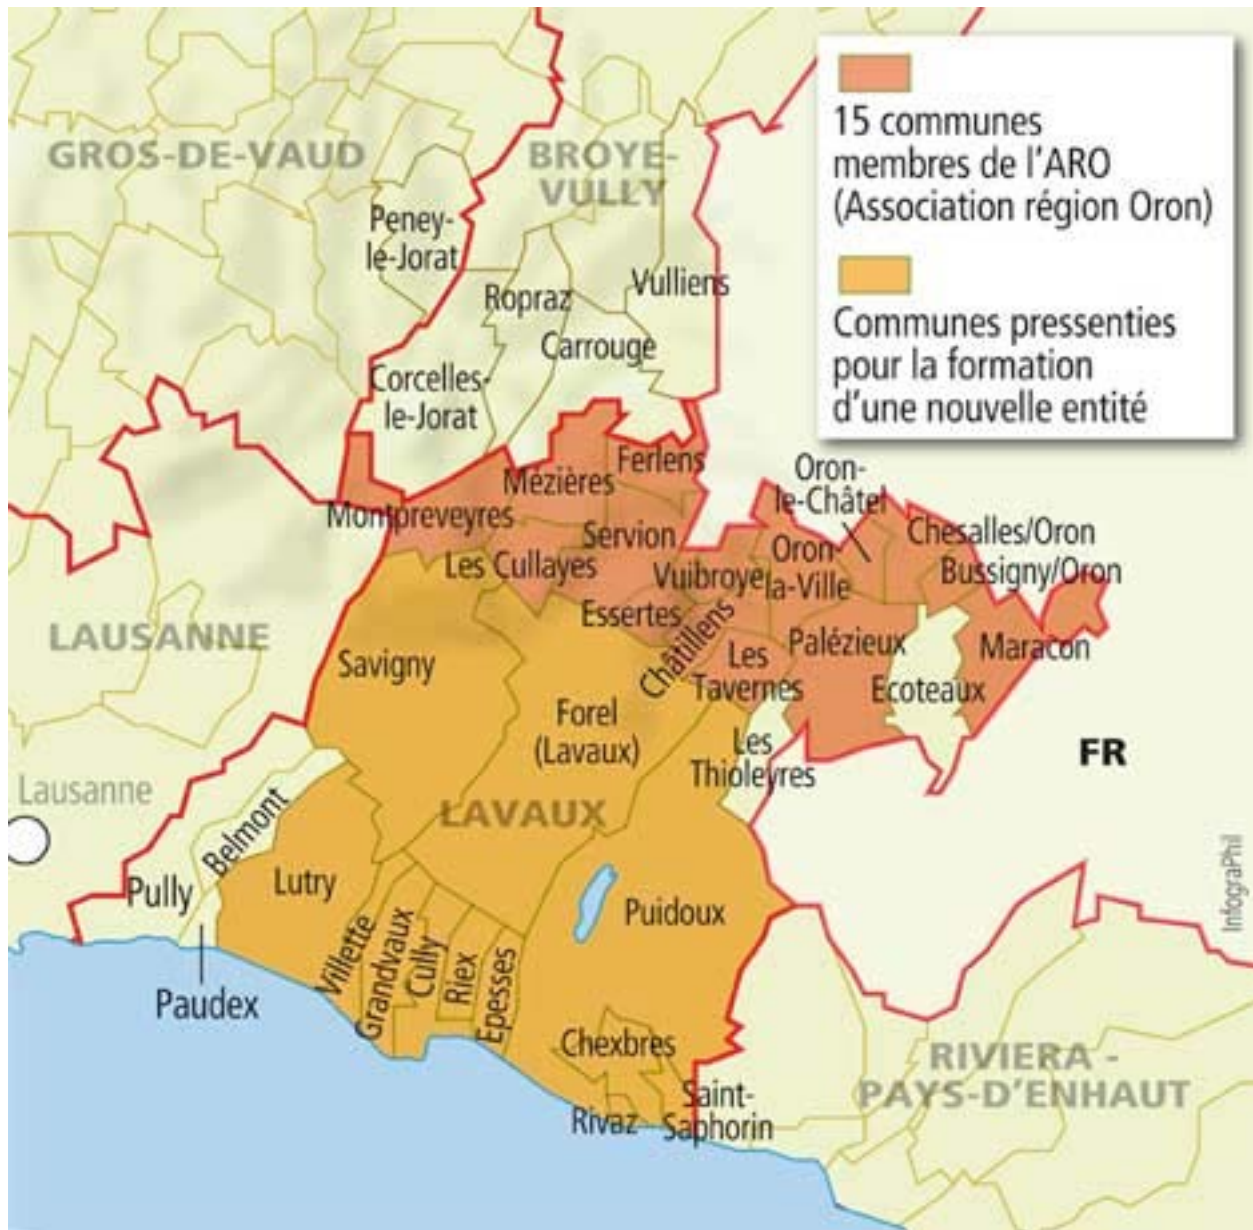 15 communes
membres de l'ARO
(Association région Oron)
Communes pressenties
pour la formation
d'une nouvelle entité
GROS-DE-VAUD
BROYE-
VULLY
Peney-
le-Jorat
Ropraz
Vulliens
Carrouge
Corcelles-
le-Jorat
Ferlens
Mézières
Oron-
le-Châtel
Montpreveyres
Servion
Chesalles/Oron
Les Cullayes
Vuibroye
Oron-
la-Ville
Bussigny/Oron
Essertes
Châtillens
LAUSANNE
Savigny
Les
Tavernes
Palézieux
Maracon
Ecoteaux
Forel
(Lavaux)
Les
Thioleyres
FR
Lausanne
Belmont
LAVAUX
Pully
Lutry
Puidoux
InfograPhil
Villette
Grandvaux
Cully
Riex
Epesses
Paudex
Chexbres
RIVIERA -
PAYS-D'ENHAUT
Rivaz
Saint-
Saphorin